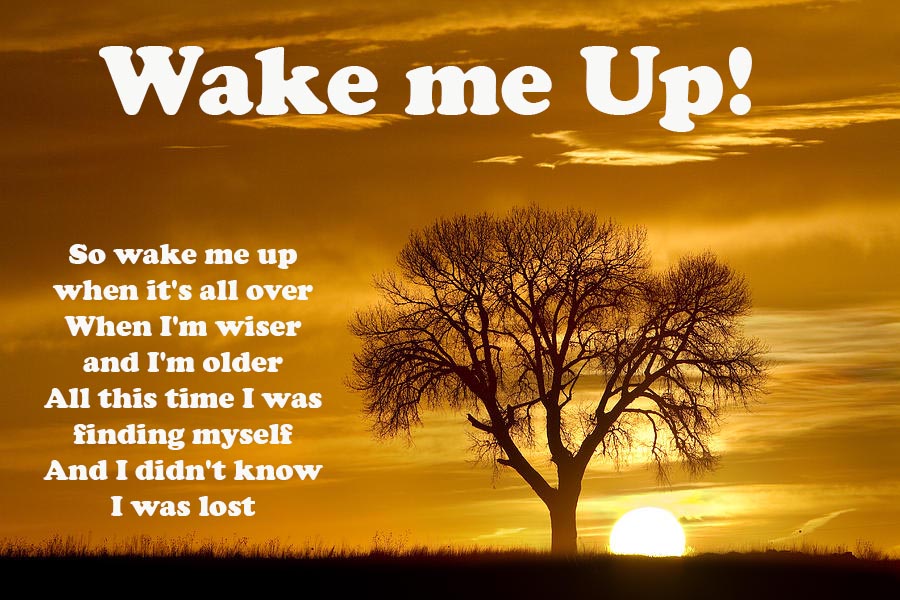 Wake me Up!
So wake me up
when it's all over
When I'm wiser
and I'm older
All this time I was
finding myself
And I didn't know
I was lost